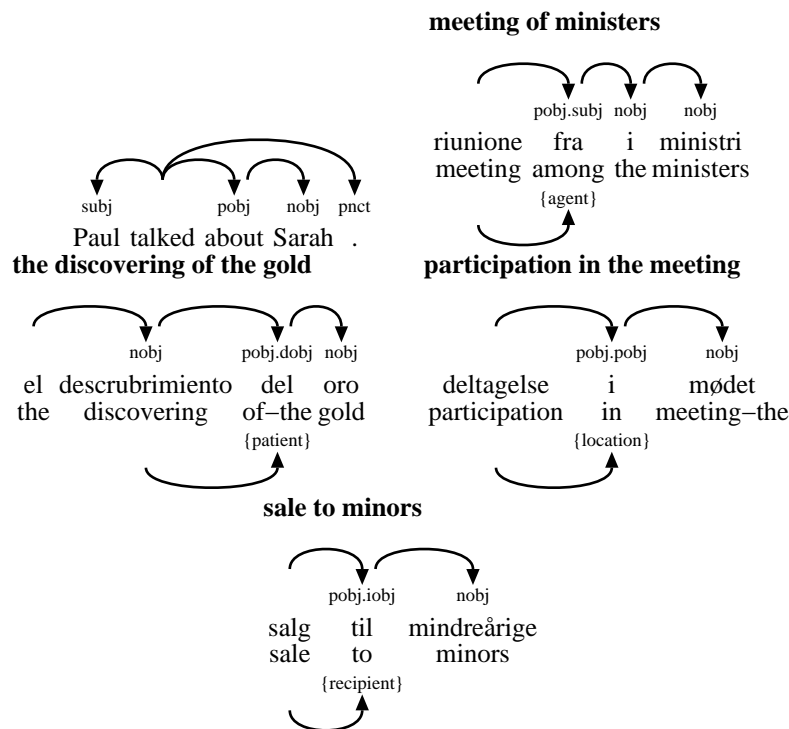 meeting of ministers
pobj.subj nobj nobj
riunione fra i ministri
meeting among the ministers
{agent}
subj pobj nobj pnct
Paul talked about Sarah .
the discovering of the gold
nobj pobj.dobj nobj
el descrubrimiento del oro
the discovering of−the gold
{patient}
participation in the meeting
pobj.pobj nobj
deltagelse i mødet
participation in meeting−the
{location}
sale to minors
pobj.iobj nobj
salg til mindreårige
sale to minors
{recipient}